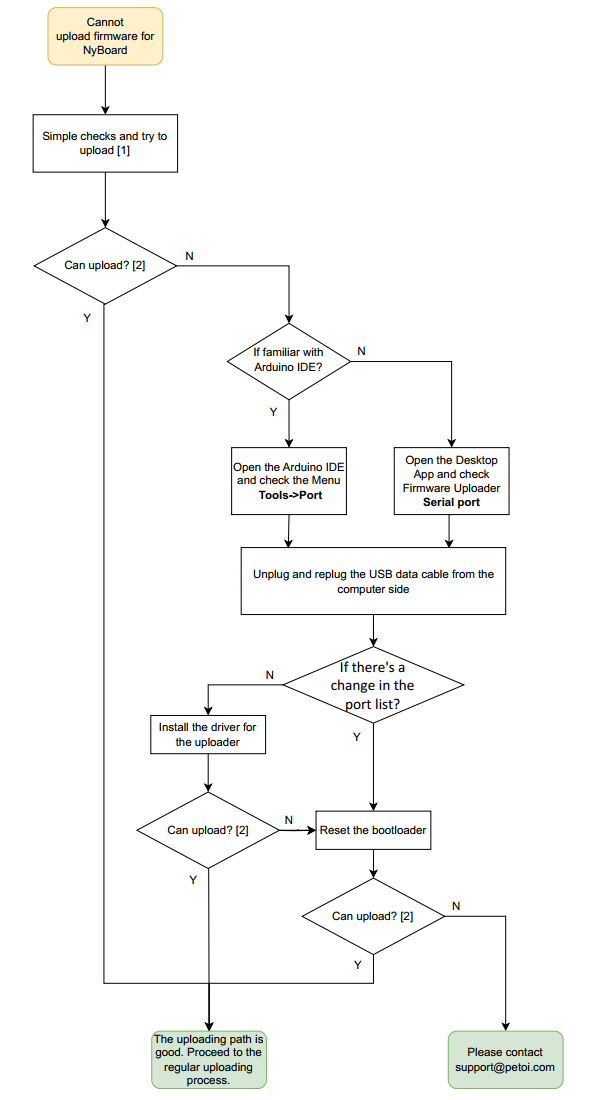 Cannot
upload firmware for
NyBoard
Simple checks and try to
upload [1]
Can upload? [2]
N
Y
If familiar with
Arduino IDE?
N
Y
Open the Arduino IDE
and check the Menu
Tools->Port
Open the Desktop
App and check
Firmware Uploader
Serial port
Unplug and replug the USB data cable from the
computer side
If there's a
change in the
port list?
N
Y
Install the driver for
the uploader
Can upload? [2]
N
Y
Reset the bootloader
Can upload? [2]
N
Y
The uploading path is
good. Proceed to the
regular uploading
process.
Please contact
support@petoi.com